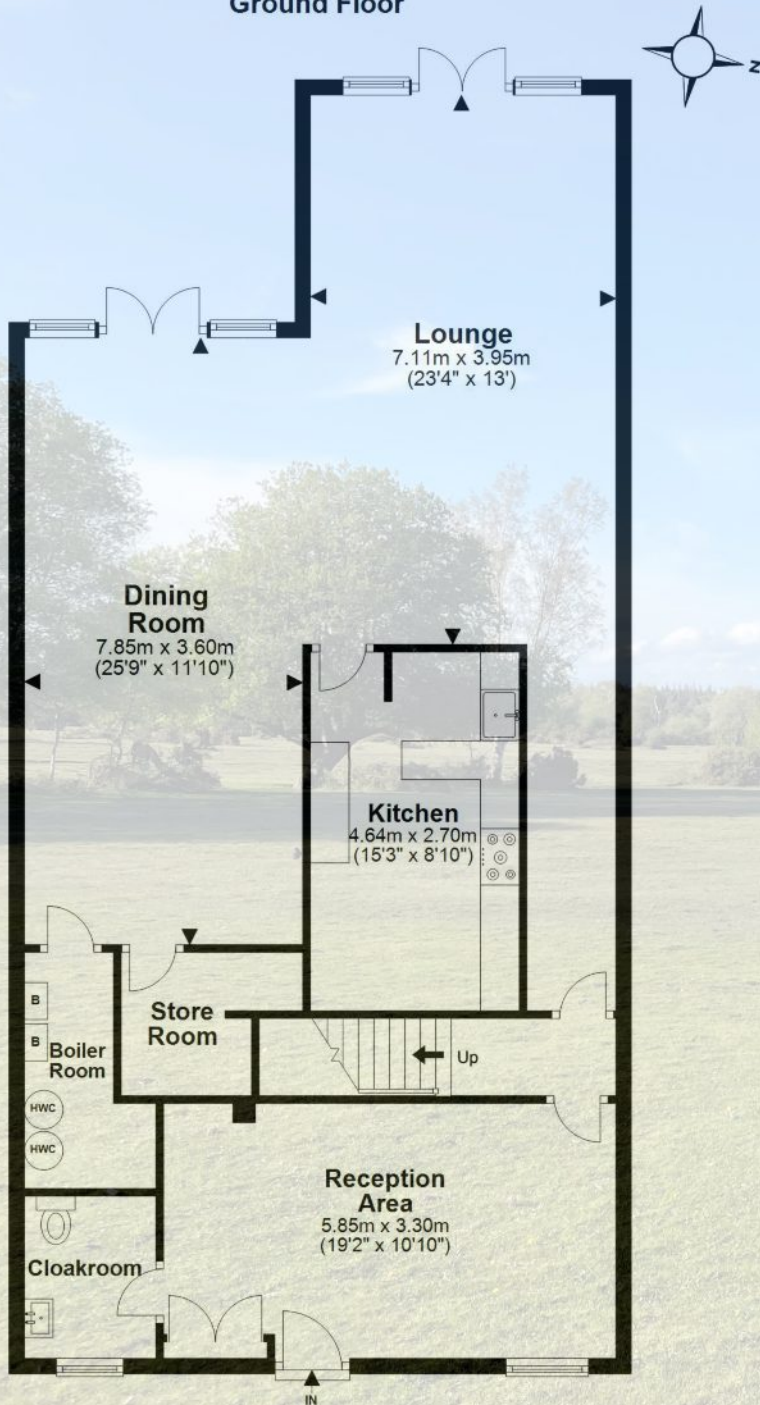 Ground Floor
N
Lounge
7.11m x 3.95m
(23'4" x 13')
Dining
Room
7.85m x 3.60m
(25'9" x 11'10")
Kitchen
4.64m x 2.70m
(15'3" x 8'10")
Store
Room
B
B
Boiler
Room
Up
HWC
HWC
Reception
Area
5.85m x 3.30m
(19'2" x 10'10")
Cloakroom
IN